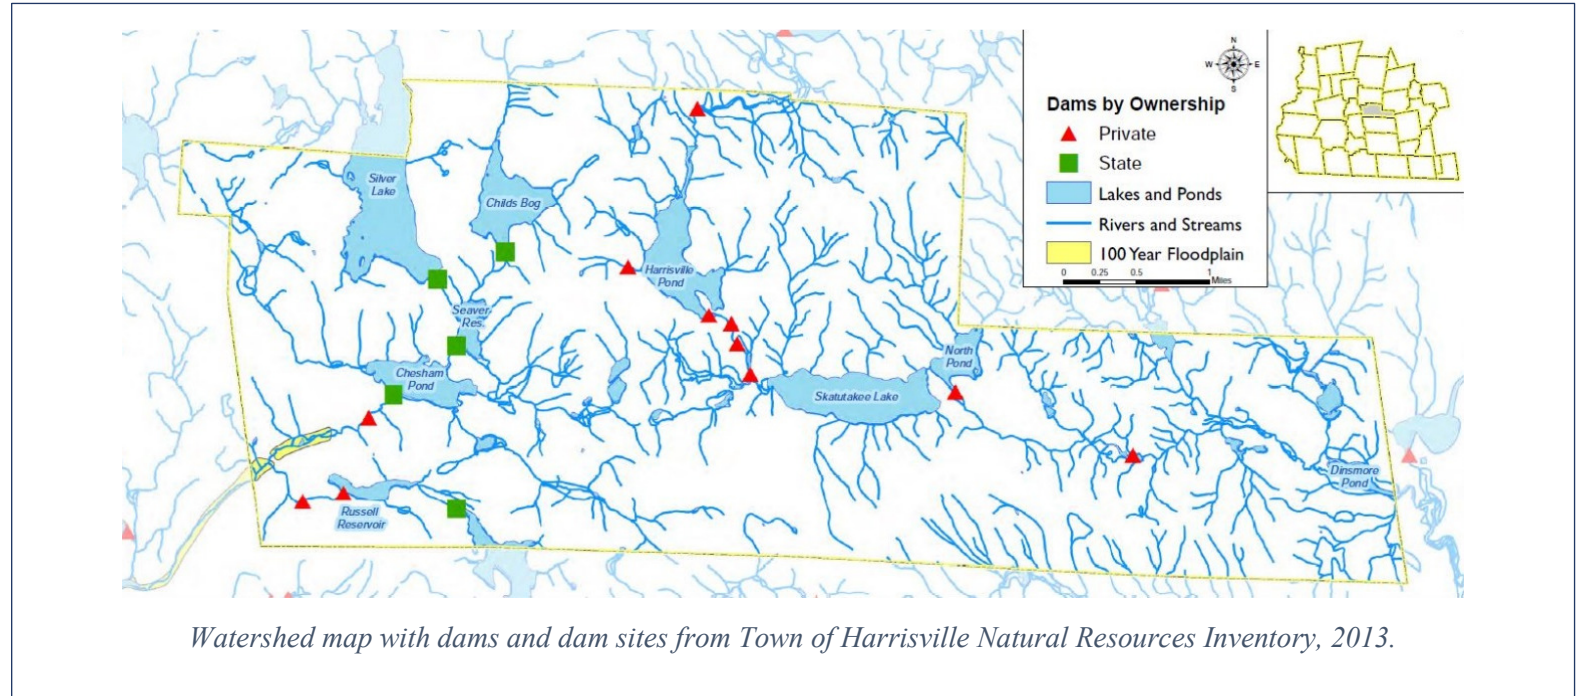 N
W
E
S
Dams by Ownership
Private
State
Lakes and Ponds
Rivers and Streams
100 Year Floodplain
0 0.25 0.5 1
Miles
Silver
Lake
Childs Bog
Harrisville
Pond
Seaver
Res.
Chesham
Pond
North
Pond
Skatutakee Lake
Dinsmore
Pond
Russell
Reservoir
Watershed map with dams and dam sites from Town of Harrisville Natural Resources Inventory, 2013.